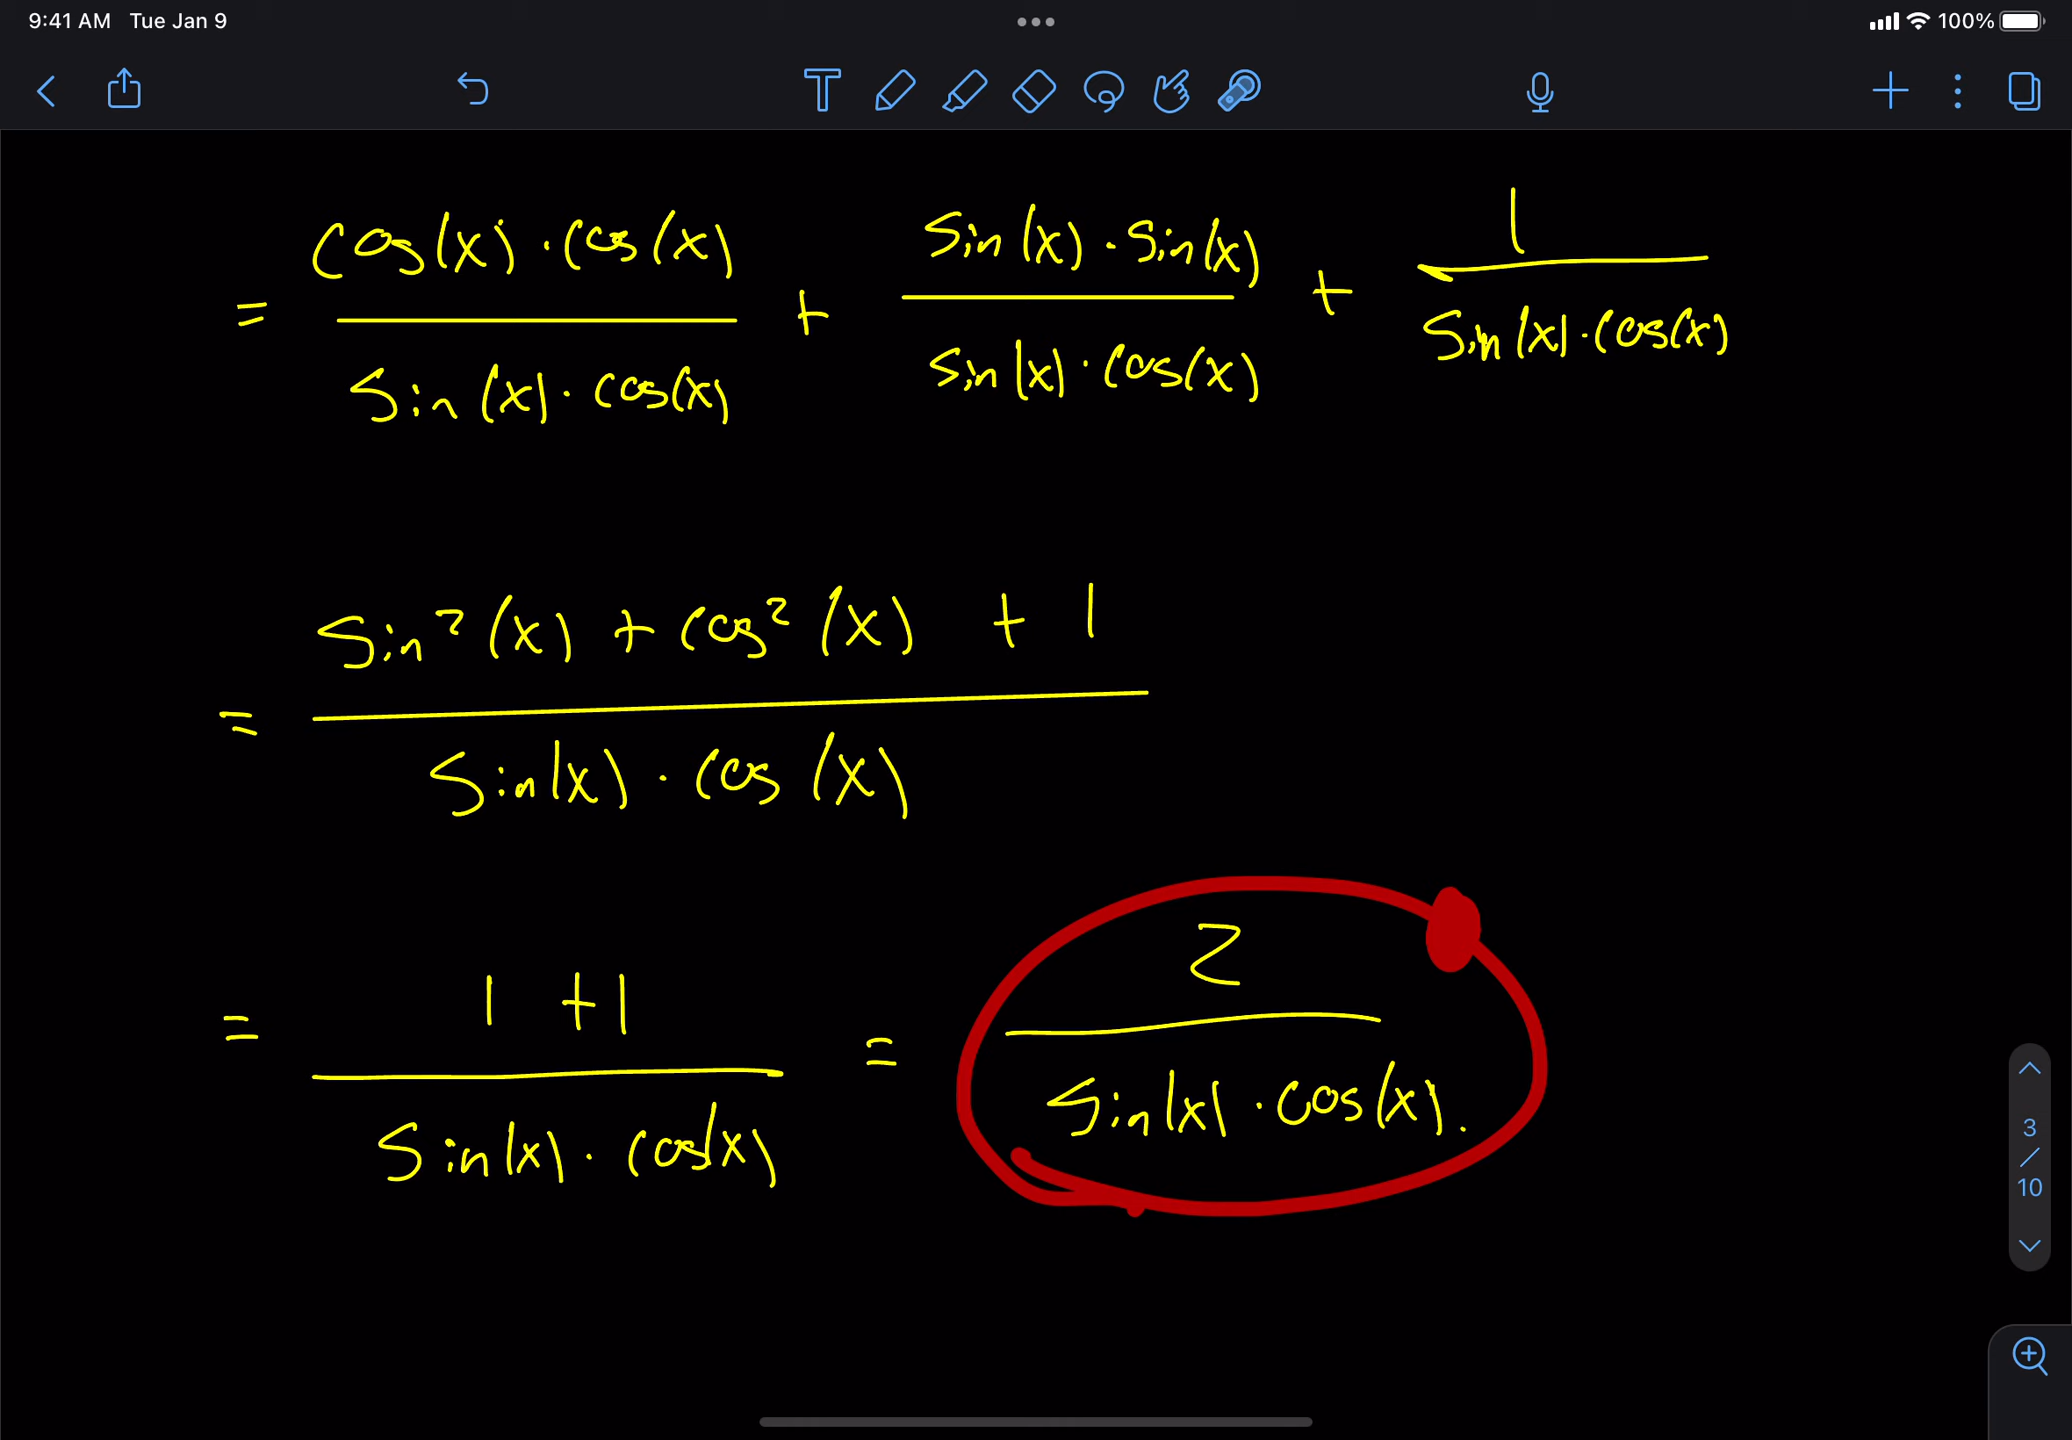 9:41 AM Tue Jan 9 100%
= cos(x) · cos(x) / sin(x) · cos(x) + sin(x) · sin(x) / sin(x) · cos(x) + 1 / sin(x) · cos(x)
= sin²(x) + cos²(x) + 1 / sin(x) · cos(x)
= 1 + 1 / sin(x) · cos(x) = 2 / sin(x) · cos(x).
3
/
10